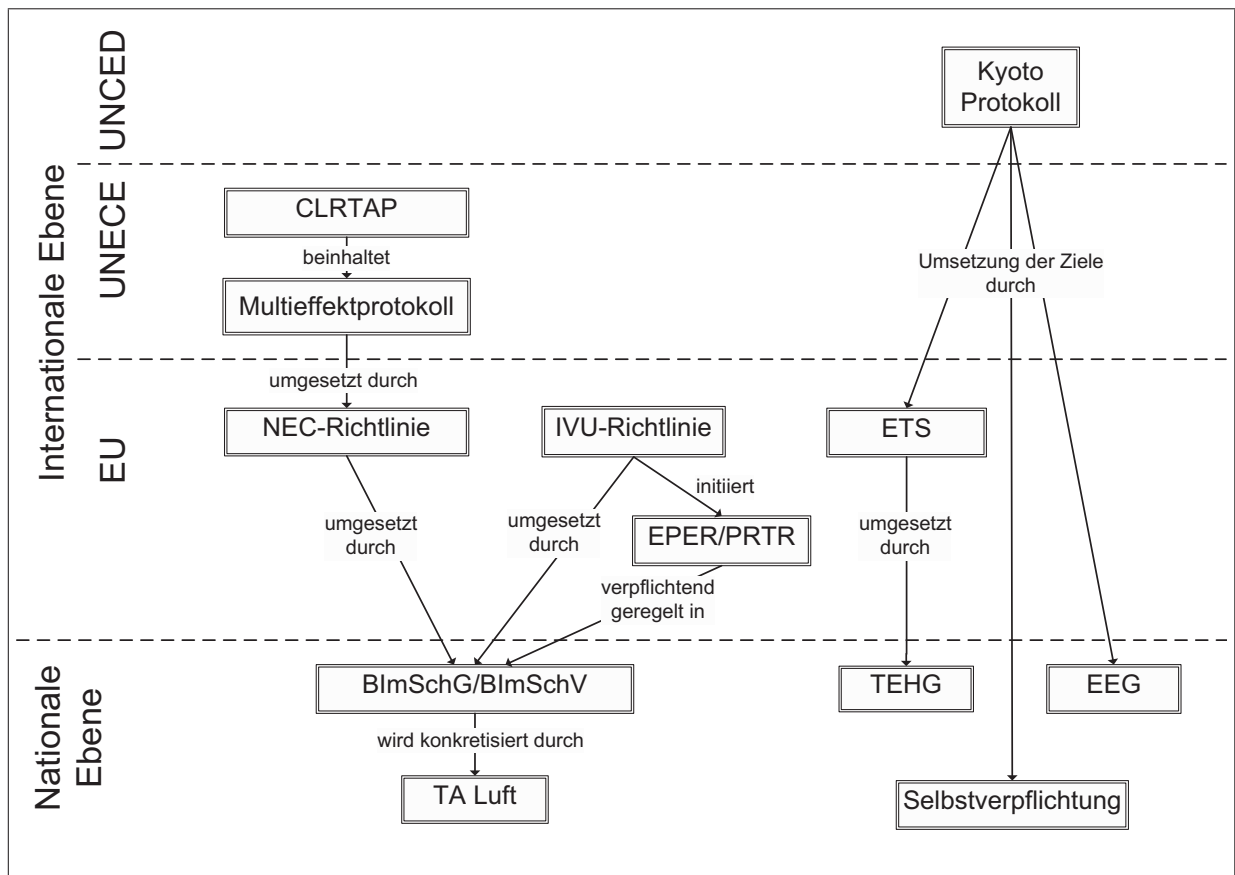 Internationale Ebene
UNCED
Kyoto
Protokoll
UNECE
CLRTAP
beinhaltet
Multieffektprotokoll
Umsetzung der Ziele
durch
EU
umgesetzt durch
NEC-Richtlinie
IVU-Richtlinie
ETS
initiiert
umgesetzt
durch
umgesetzt
durch
EPER/PRTR
umgesetzt
durch
verpflichtend
geregelt in
Nationale
Ebene
BImSchG/BImSchV
TEHG
EEG
wird konkretisiert durch
TA Luft
Selbstverpflichtung